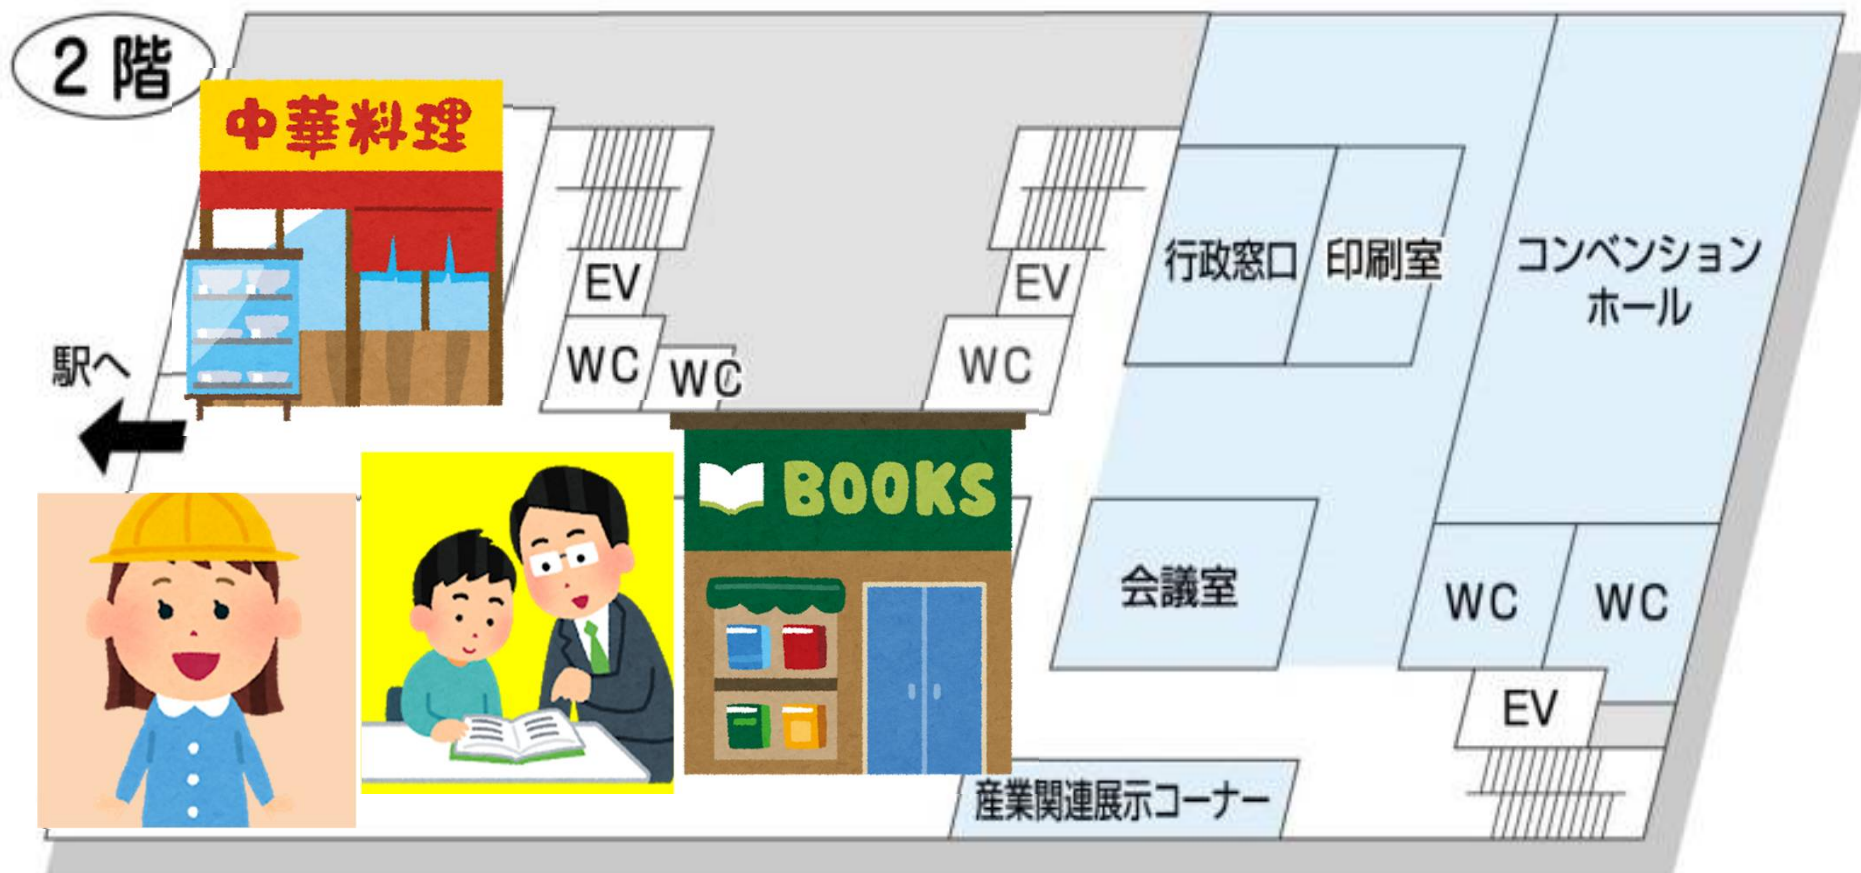 2階
中華料理
EV
EV
行政窓口
印刷室
コンベンション
ホール
駅へ
WC
WC
WC
BOOKS
会議室
WC
WC
EV
産業関連展示コーナー